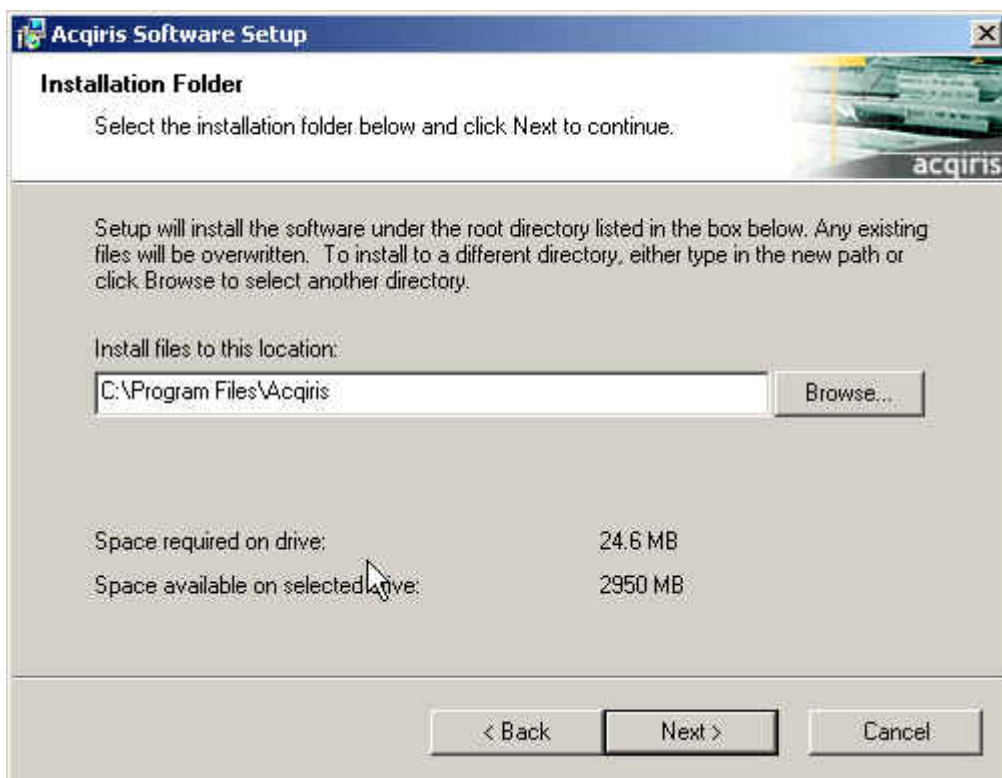 Acqiris Software Setup
Installation Folder
Select the installation folder below and click Next to continue.
acqiris
Setup will install the software under the root directory listed in the box below. Any existing
files will be overwritten.  To install to a different directory, either type in the new path or
click Browse to select another directory.
Install files to this location:
C:\Program Files\Acqiris
Browse...
Space required on drive: 24.6 MB
Space available on selected drive: 2950 MB
< Back
Next >
Cancel